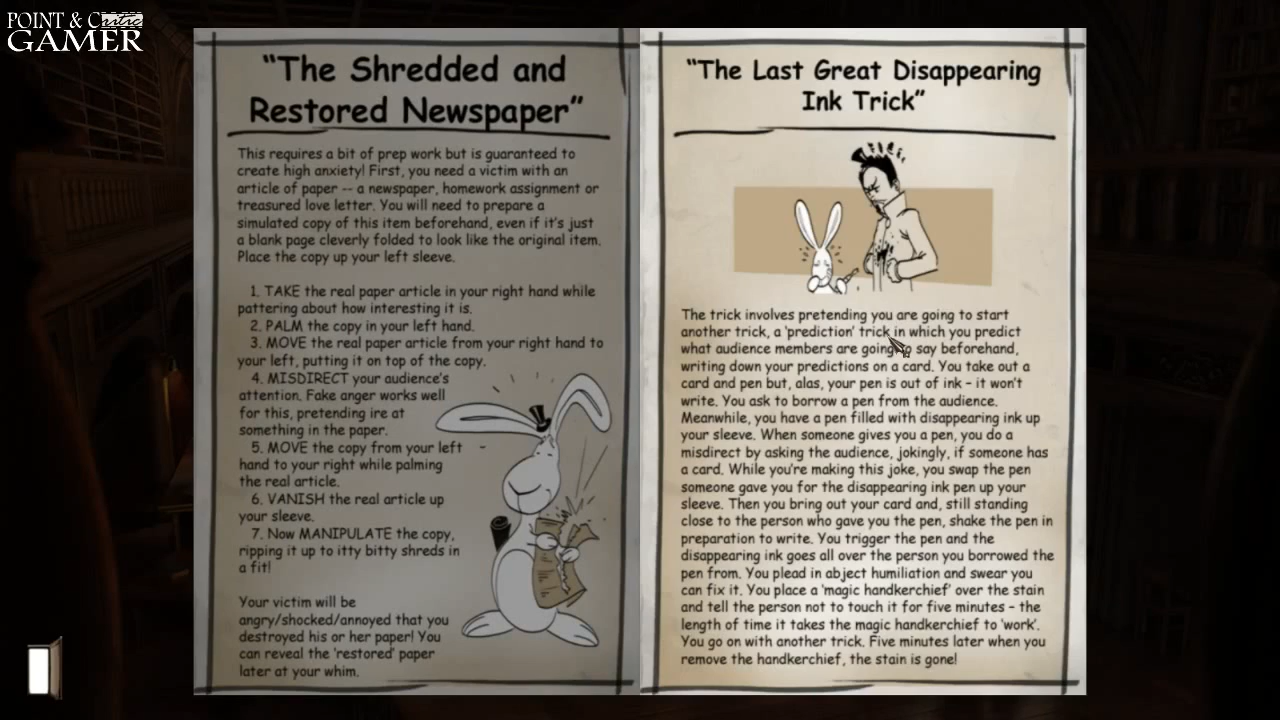 POINT & CLICK
GAMER
"The Shredded and
Restored Newspaper"
This requires a bit of prep work but is guaranteed to
create high anxiety! First, you need a victim with an
article of paper -- a newspaper, homework assignment or
treasured love letter. You will need to prepare a
simulated copy of this item beforehand, even if it's just
a blank page cleverly folded to look like the original item.
Place the copy up your left sleeve.
1. TAKE the real paper article in your right hand while
pattering about how interesting it is.
2. PALM the copy in your left hand.
3. MOVE the real paper article from your right hand to
your left, putting it on top of the copy.
4. MISDIRECT your audience's
attention. Fake anger works well
for this, pretending ire at
something in the paper.
5. MOVE the copy from your left
hand to your right while palming
the real article.
6. VANISH the real article up
your sleeve.
7. Now MANIPULATE the copy,
ripping it up to itty bitty shreds in
a fit!
Your victim will be
angry/shocked/annoyed that you
destroyed his or her paper! You
can reveal the 'restored' paper
later at your whim.
"The Last Great Disappearing
Ink Trick"
The trick involves pretending you are going to start
another trick, a 'prediction' trick in which you predict
what audience members are going to say beforehand,
writing down your predictions on a card. You take out a
card and pen but, alas, your pen is out of ink – it won't
write. You ask to borrow a pen from the audience.
Meanwhile, you have a pen filled with disappearing ink up
your sleeve. When someone gives you a pen, you do a
misdirect by asking the audience, jokingly, if someone has
a card. While you're making this joke, you swap the pen
someone gave you for the disappearing ink pen up your
sleeve. Then you bring out your card and, still standing
close to the person who gave you the pen, shake the pen in
preparation to write. You trigger the pen and the
disappearing ink goes all over the person you borrowed the
pen from. You plead in abject humiliation and swear you
can fix it. You place a 'magic handkerchief' over the stain
and tell the person not to touch it for five minutes – the
length of time it takes the magic handkerchief to 'work'.
You go on with another trick. Five minutes later when you
remove the handkerchief, the stain is gone!